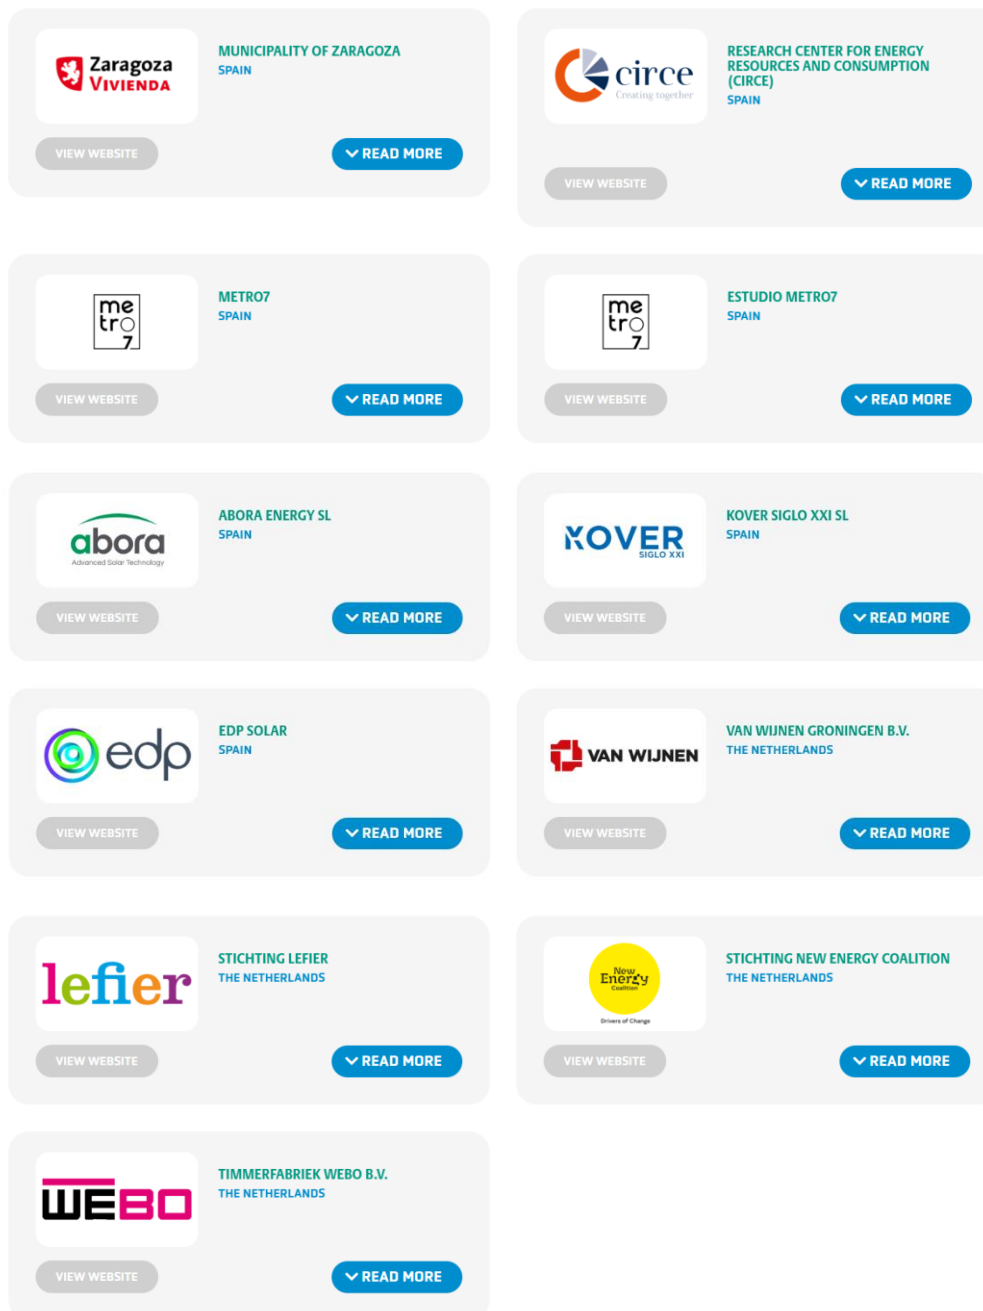 Zaragoza
VIVIENDA
MUNICIPALITY OF ZARAGOZA
SPAIN
VIEW WEBSITE
READ MORE
circe
Creating together
RESEARCH CENTER FOR ENERGY
RESOURCES AND CONSUMPTION
(CIRCE)
SPAIN
VIEW WEBSITE
READ MORE
me
tro
7
METRO7
SPAIN
VIEW WEBSITE
READ MORE
me
tro
7
ESTUDIO METRO7
SPAIN
VIEW WEBSITE
READ MORE
abora
Advanced Solar Technology
ABORA ENERGY SL
SPAIN
VIEW WEBSITE
READ MORE
KOVER
SIGLO XXI
KOVER SIGLO XXI SL
SPAIN
VIEW WEBSITE
READ MORE
edp
EDP SOLAR
SPAIN
VIEW WEBSITE
READ MORE
VAN WIJNEN
VAN WIJNEN GRONINGEN B.V.
THE NETHERLANDS
VIEW WEBSITE
READ MORE
lefier
STICHTING LEFIER
THE NETHERLANDS
VIEW WEBSITE
READ MORE
New
Energy
Coalition
Drivers of Change
STICHTING NEW ENERGY COALITION
THE NETHERLANDS
VIEW WEBSITE
READ MORE
WEBO
TIMMERFABRIEK WEBO B.V.
THE NETHERLANDS
VIEW WEBSITE
READ MORE